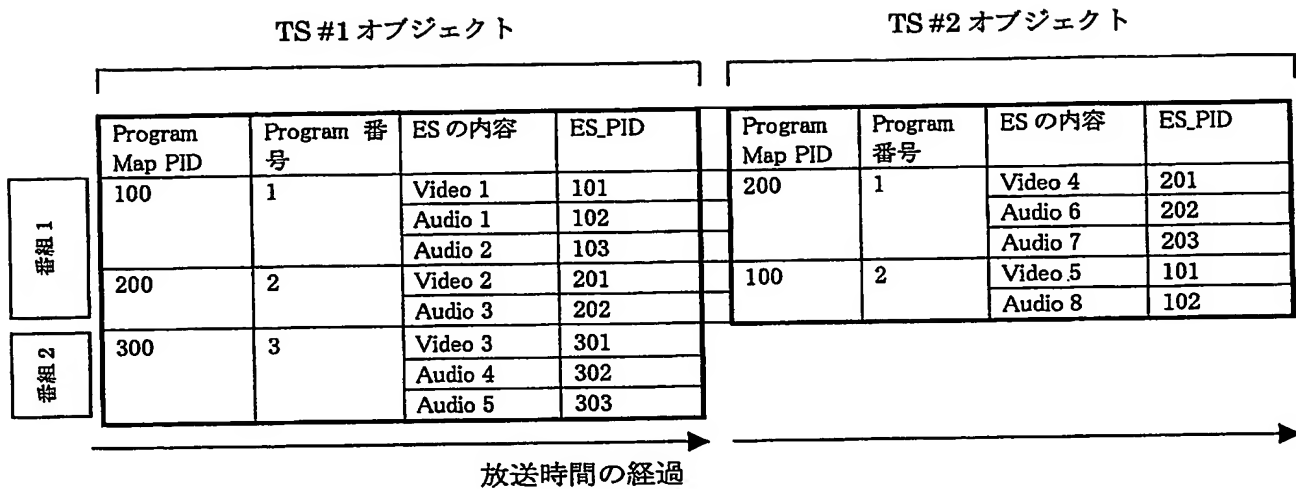 TS #1 オブジェクト
TS #2 オブジェクト
Program Map PID
Program 番号
ES の内容
ES_PID
番組 1
100
1
Video 1
101
Audio 1
102
Audio 2
103
200
2
Video 2
201
Audio 3
202
番組 2
300
3
Video 3
301
Audio 4
302
Audio 5
303
Program Map PID
Program 番号
ES の内容
ES_PID
200
1
Video 4
201
Audio 6
202
Audio 7
203
100
2
Video 5
101
Audio 8
102
放送時間の経過